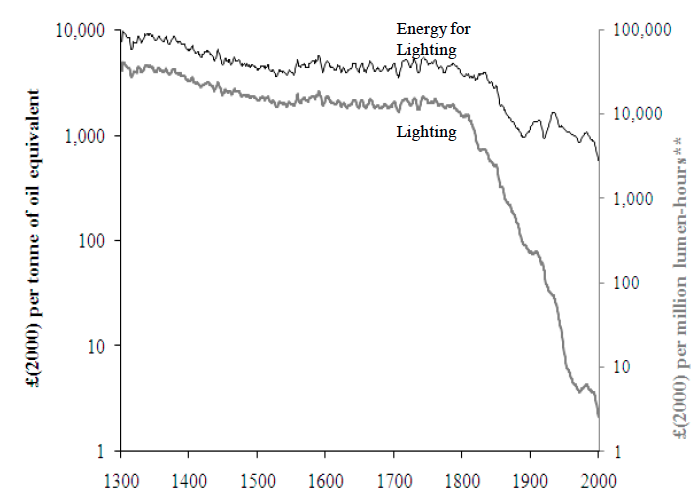 £(2000) per tonne of oil equivalent
10,000
1,000
100
10
1
Energy for
Lighting
Lighting
100,000
10,000
1,000
100
10
1
£(2000) per million lumen-hours**
1300 1400 1500 1600 1700 1800 1900 2000